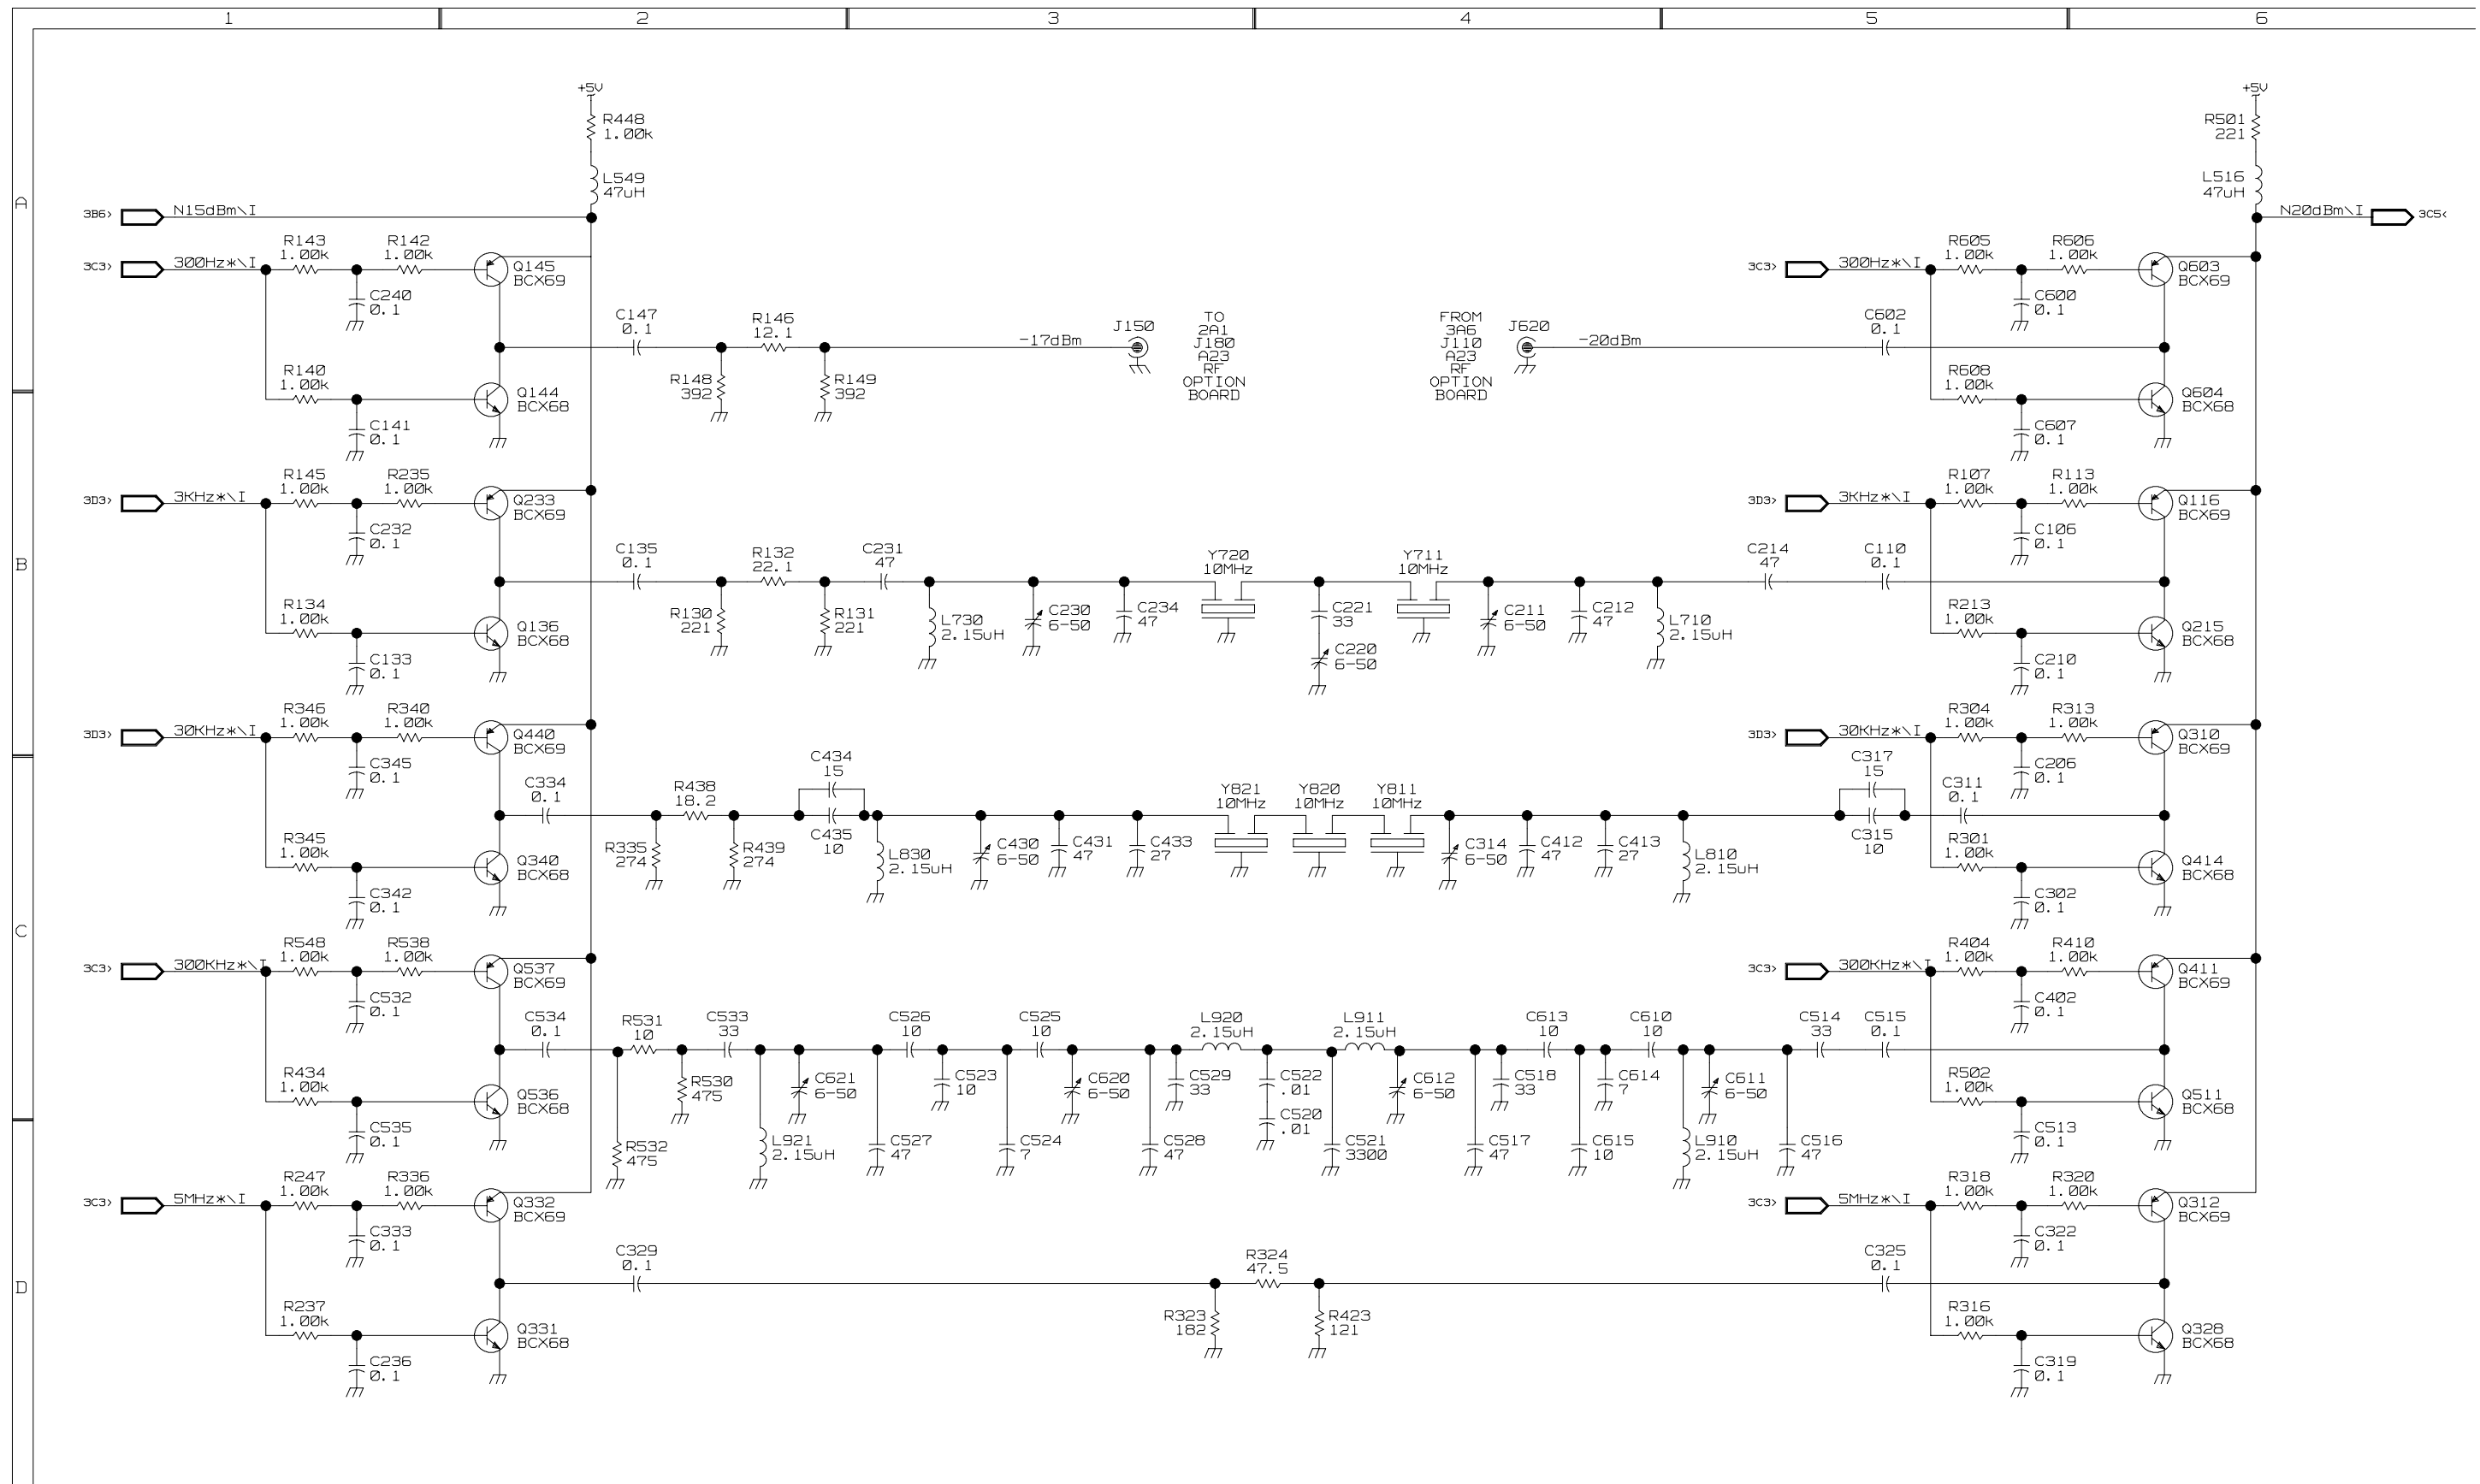 1 2 3 4 5 6
+5V +5V
R448
1.00k
R501
221
L549
47uH
L516
47uH
A
3B6> N15dBm\I
N20dBm\I 3C5<
R143
1.00k
R142
1.00k
3C3> 300Hz*\I
Q145
BCX69
C240
0.1
R605
1.00k
R606
1.00k
3C3> 300Hz*\I
Q603
BCX69
C600
0.1
C147
0.1
R146
12.1
-17dBm
J150
TO
2A1
J180
A23
RF
OPTION
BOARD
FROM
3A6
J110
A23
RF
OPTION
BOARD
J620
-20dBm
C602
0.1
R140
1.00k
Q144
BCX68
R148
392
R149
392
C141
0.1
R608
1.00k
Q604
BCX68
C607
0.1
B
R145
1.00k
R235
1.00k
3D3> 3KHz*\I
Q233
BCX69
C232
0.1
R107
1.00k
R113
1.00k
3D3> 3KHz*\I
Q116
BCX69
C106
0.1
C135
0.1
R132
22.1
C231
47
Y720
10MHz
Y711
10MHz
C214
47
C110
0.1
R134
1.00k
Q136
BCX68
R130
221
R131
221
L730
2.15uH
C230
6-50
C234
47
C221
33
C220
6-50
C211
6-50
C212
47
L710
2.15uH
R213
1.00k
Q215
BCX68
C133
0.1
C210
0.1
R346
1.00k
R340
1.00k
3D3> 30KHz*\I
Q440
BCX69
C345
0.1
R304
1.00k
R313
1.00k
3D3> 30KHz*\I
Q310
BCX69
C206
0.1
C
C334
0.1
R438
18.2
C434
15
C435
10
Y821
10MHz
Y820
10MHz
Y811
10MHz
C317
15
C315
10
C311
0.1
R345
1.00k
Q340
BCX68
R335
274
R439
274
L830
2.15uH
C430
6-50
C431
47
C433
27
C314
6-50
C412
47
C413
27
L810
2.15uH
R301
1.00k
Q414
BCX68
C342
0.1
C302
0.1
R548
1.00k
R538
1.00k
3C3> 300KHz*\I
Q537
BCX69
C532
0.1
R404
1.00k
R410
1.00k
3C3> 300KHz*\I
Q411
BCX69
C402
0.1
C534
0.1
R531
10
C533
33
C526
10
C525
10
L920
2.15uH
L911
2.15uH
C613
10
C610
10
C514
33
C515
0.1
R434
1.00k
Q536
BCX68
R530
475
C621
6-50
C523
10
C620
6-50
C529
33
C522
.01
C520
.01
C612
6-50
C518
33
C614
7
C611
6-50
R502
1.00k
Q511
BCX68
C535
0.1
R532
475
L921
2.15uH
C527
47
C524
7
C528
47
C521
3300
C517
47
C615
10
L910
2.15uH
C516
47
C513
0.1
D
R247
1.00k
R336
1.00k
3C3> 5MHz*\I
Q332
BCX69
C333
0.1
R318
1.00k
R320
1.00k
3C3> 5MHz*\I
Q312
BCX69
C322
0.1
C329
0.1
R324
47.5
C325
0.1
R237
1.00k
Q331
BCX68
R323
182
R423
121
R316
1.00k
Q328
BCX68
C236
0.1
C319
0.1